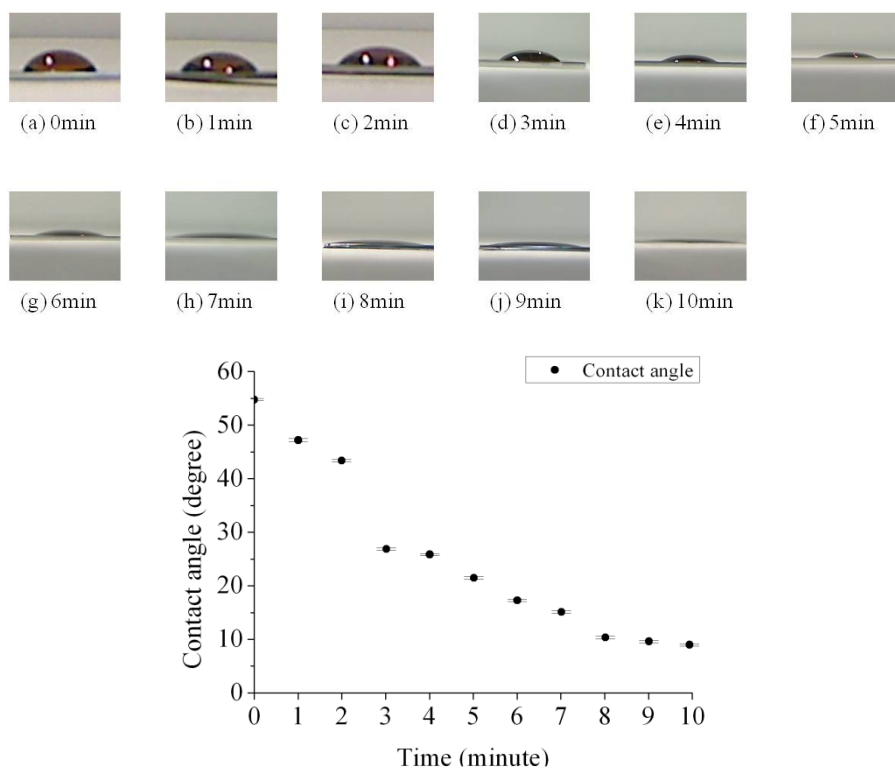 (a) 0min (b) 1min (c) 2min (d) 3min (e) 4min (f) 5min
(g) 6min (h) 7min (i) 8min (j) 9min (k) 10min
Contact angle
60
50
40
30
20
10
0
Contact angle (degree)
0 1 2 3 4 5 6 7 8 9 10
Time (minute)